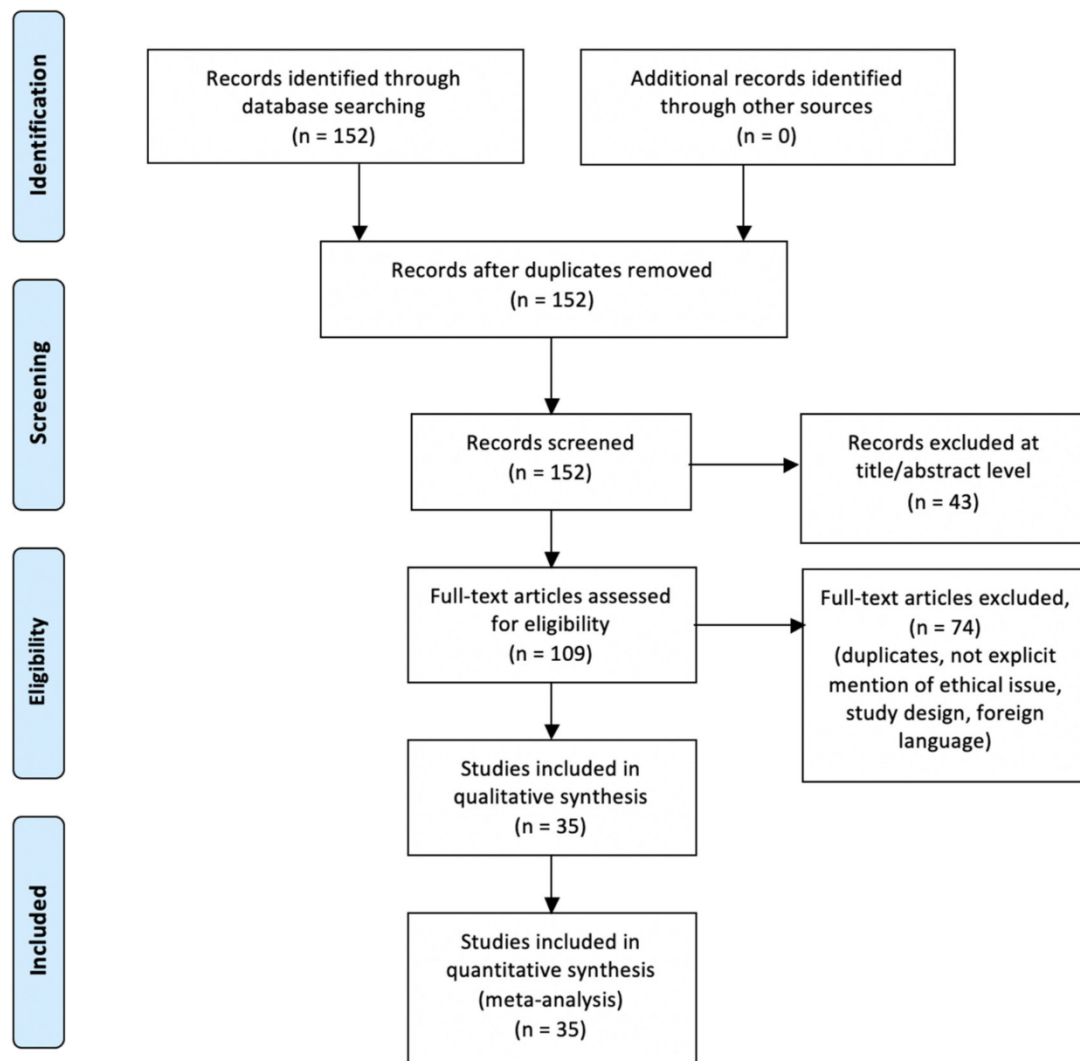 Identification
Records identified through
database searching
(n = 152)
Additional records identified
through other sources
(n = 0)
Records after duplicates removed
(n = 152)
Screening
Records screened
(n = 152)
Records excluded at
title/abstract level
(n = 43)
Eligibility
Full-text articles assessed
for eligibility
(n = 109)
Full-text articles excluded,
(n = 74)
(duplicates, not explicit
mention of ethical issue,
study design, foreign
language)
Studies included in
qualitative synthesis
(n = 35)
Included
Studies included in
quantitative synthesis
(meta-analysis)
(n = 35)